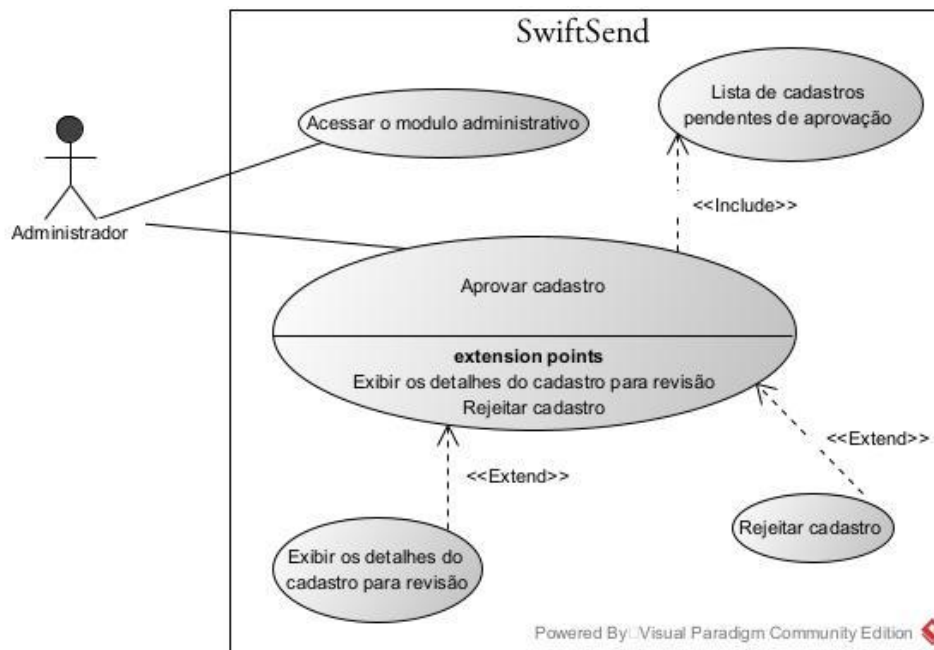 SwiftSend
Lista de cadastros
pendentes de aprovação
Acessar o modulo administrativo
Administrador
<<Include>>
Aprovar cadastro
extension points
Exibir os detalhes do cadastro para revisão
Rejeitar cadastro
<<Extend>>
<<Extend>>
Rejeitar cadastro
Exibir os detalhes do
cadastro para revisão
Powered By Visual Paradigm Community Edition